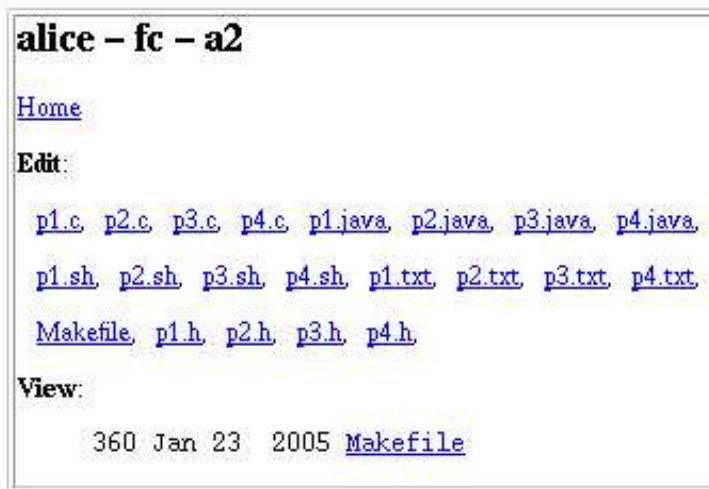 alice – fc – a2
Home
Edit:
p1.c, p2.c, p3.c, p4.c, p1.java, p2.java, p3.java, p4.java,
p1.sh, p2.sh, p3.sh, p4.sh, p1.txt, p2.txt, p3.txt, p4.txt,
Makefile, p1.h, p2.h, p3.h, p4.h,
View:
360 Jan 23  2005 Makefile